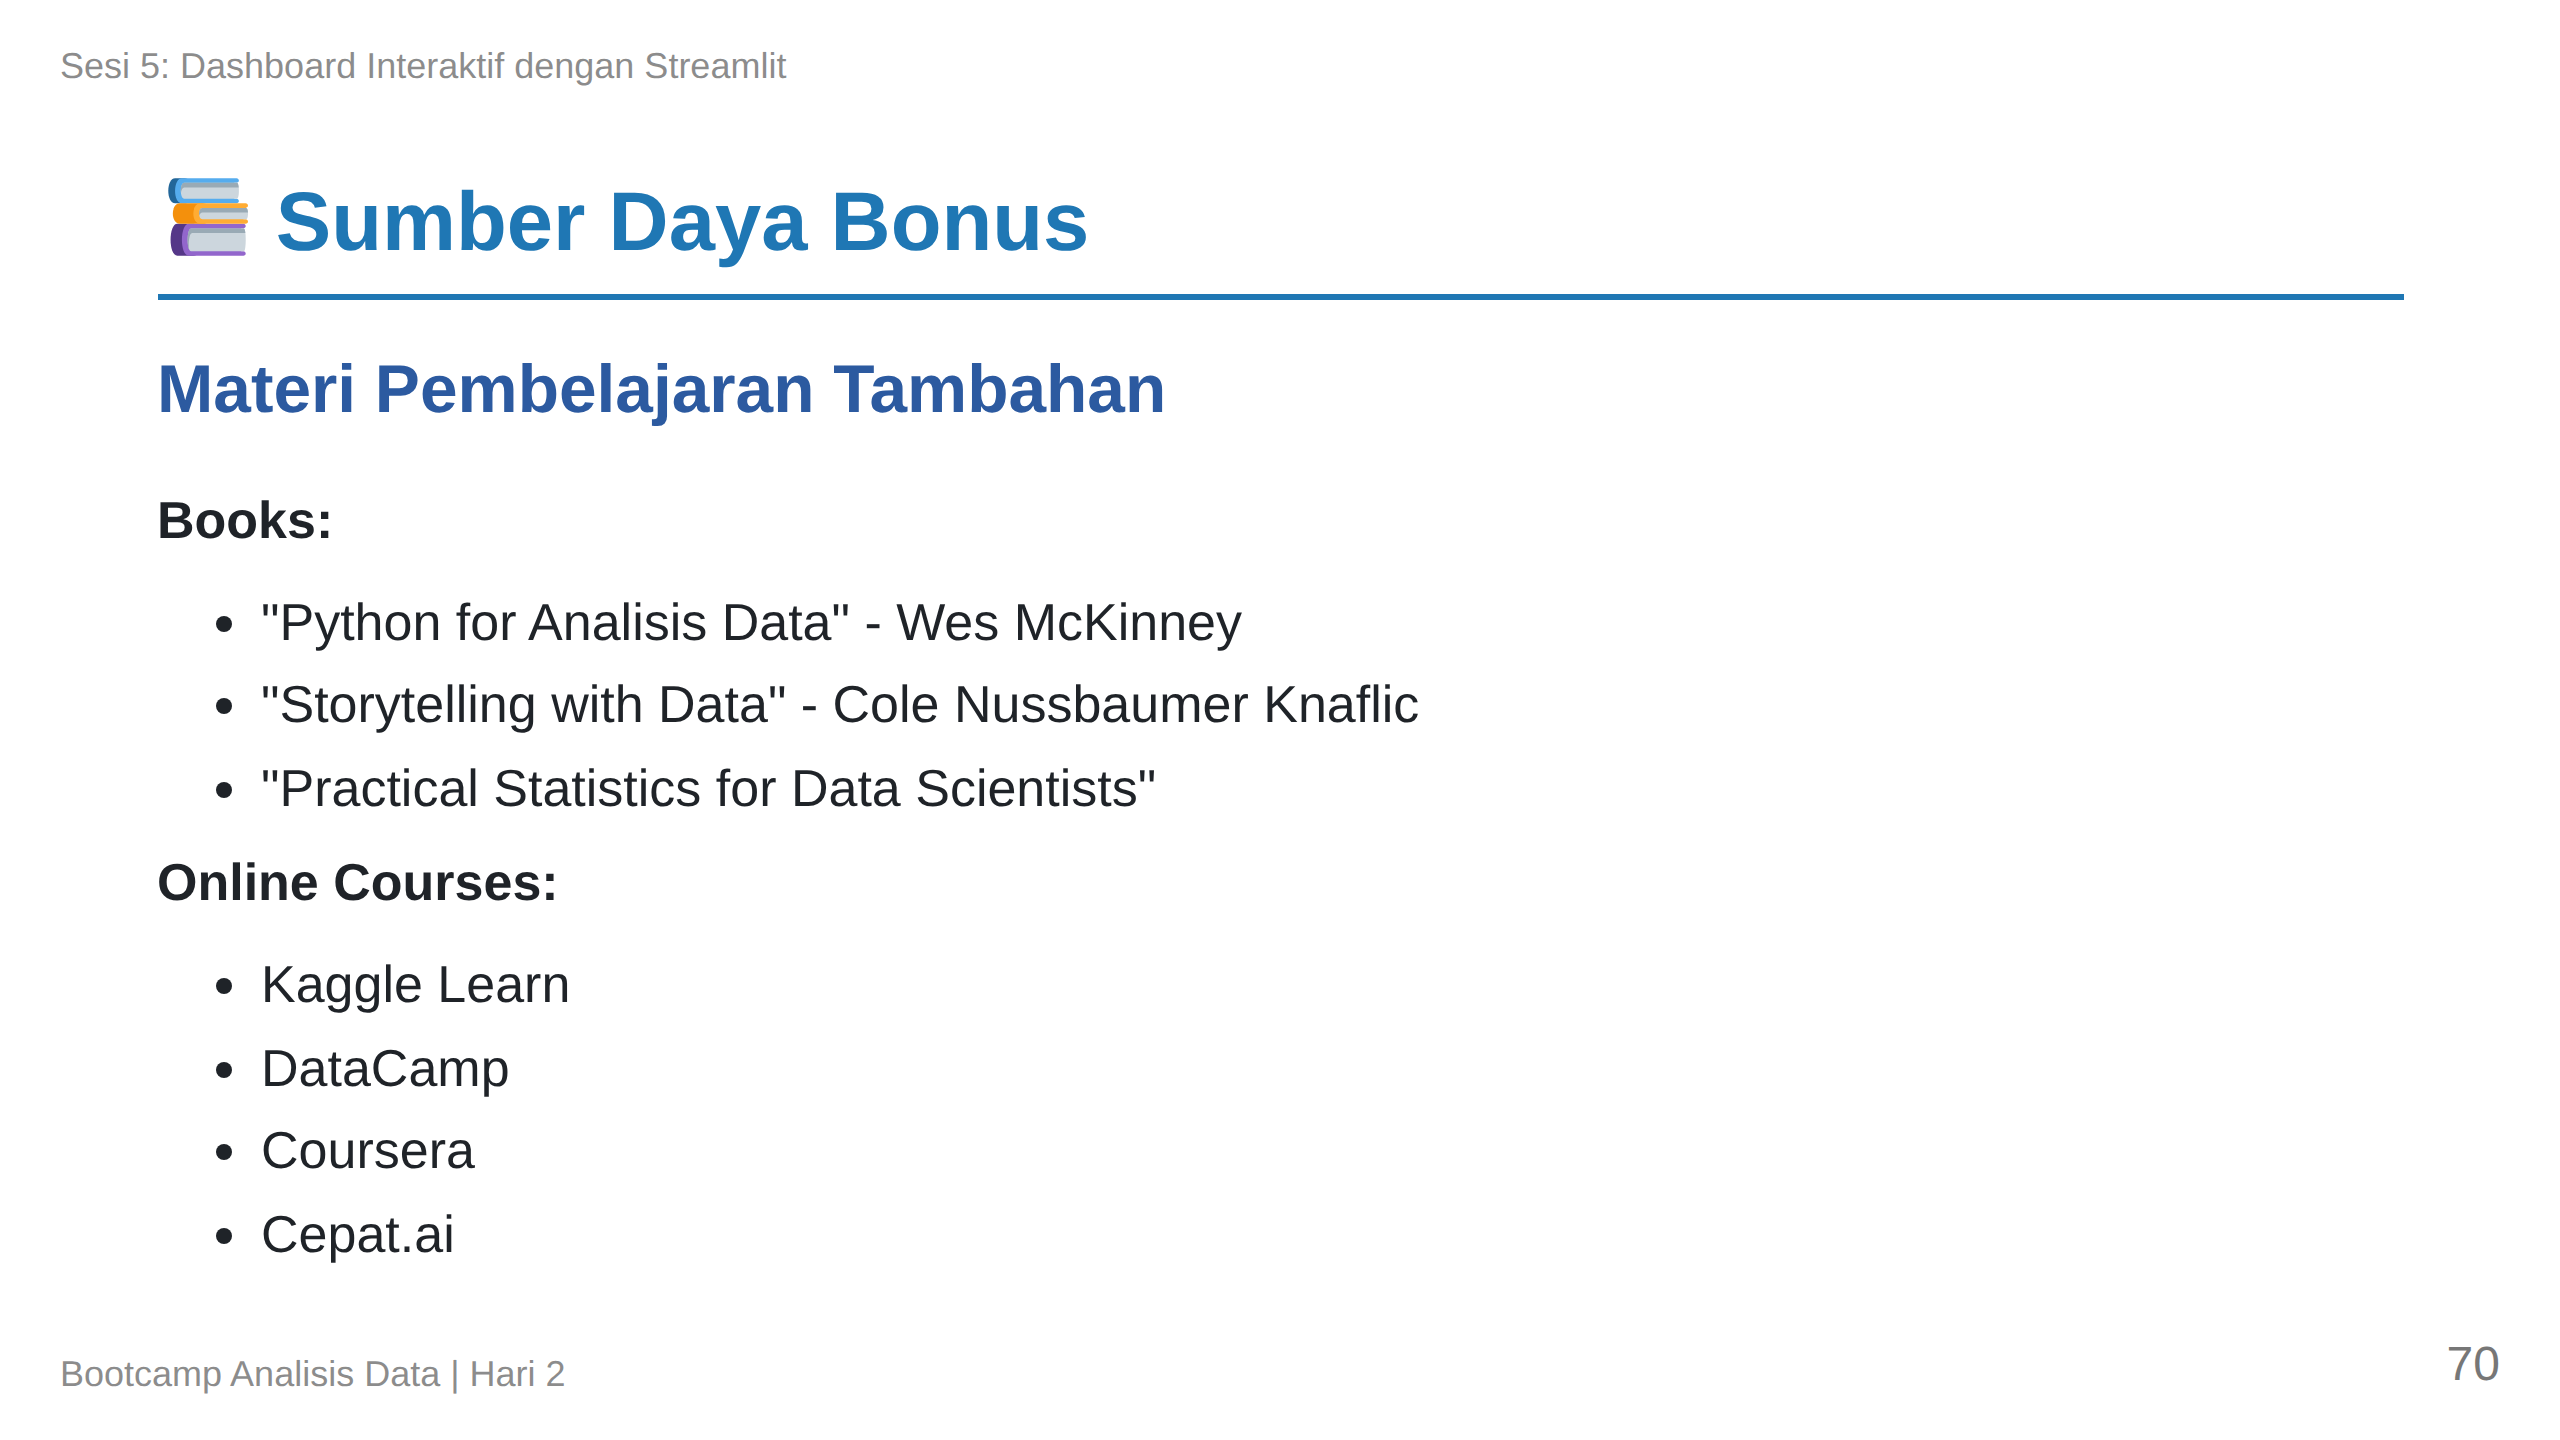 Sesi 5: Dashboard Interaktif dengan Streamlit
📚 Sumber Daya Bonus
Materi Pembelajaran Tambahan
Books:
• "Python for Analisis Data" - Wes McKinney
• "Storytelling with Data" - Cole Nussbaumer Knaflic
• "Practical Statistics for Data Scientists"
Online Courses:
• Kaggle Learn
• DataCamp
• Coursera
• Cepat.ai
Bootcamp Analisis Data | Hari 2
70